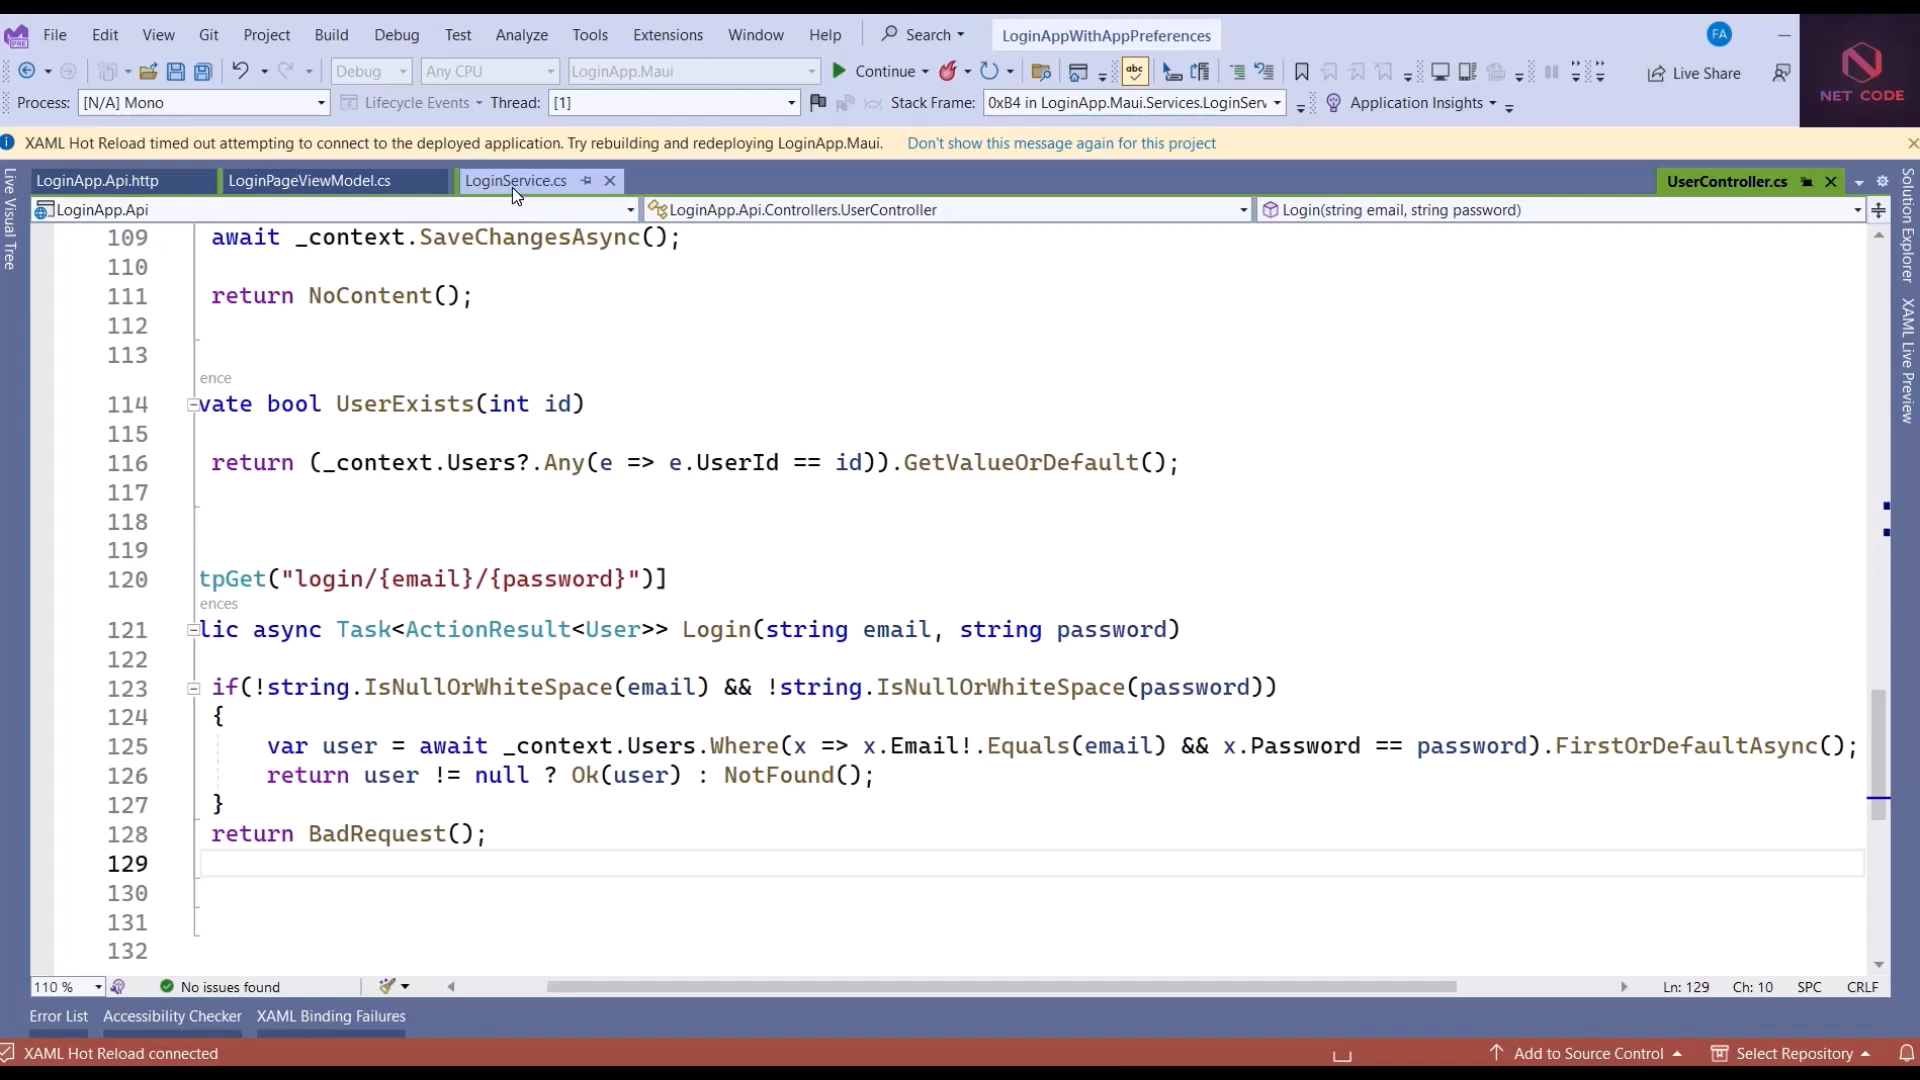 File Edit View Git Project Build Debug Test Analyze Tools Extensions Window Help Search LoginAppWithAppPreferences FA
Debug Any CPU LoginApp.Maui Continue abc Live Share
NET CODE
Process: [N/A] Mono Lifecycle Events Thread: [1] Stack Frame: 0xB4 in LoginApp.Maui.Services.LoginServ Application Insights
XAML Hot Reload timed out attempting to connect to the deployed application. Try rebuilding and redeploying LoginApp.Maui. Don't show this message again for this project
LoginApp.Api.http LoginPageViewModel.cs LoginService.cs UserController.cs
LoginApp.Api LoginApp.Api.Controllers.UserController Login(string email, string password)
Live Visual Tree
Solution Explorer
XAML Live Preview
109 await _context.SaveChangesAsync();
110
111 return NoContent();
112
113
ence
114 vate bool UserExists(int id)
115
116 return (_context.Users?.Any(e => e.UserId == id)).GetValueOrDefault();
117
118
119
120 tpGet("login/{email}/{password}")]
ences
121 lic async Task<ActionResult<User>> Login(string email, string password)
122
123 if(!string.IsNullOrWhiteSpace(email) && !string.IsNullOrWhiteSpace(password))
124 {
125 var user = await _context.Users.Where(x => x.Email!.Equals(email) && x.Password == password).FirstOrDefaultAsync();
126 return user != null ? Ok(user) : NotFound();
127 }
128 return BadRequest();
129
130
131
132
110 % No issues found Ln: 129 Ch: 10 SPC CRLF
Error List Accessibility Checker XAML Binding Failures
XAML Hot Reload connected Add to Source Control Select Repository